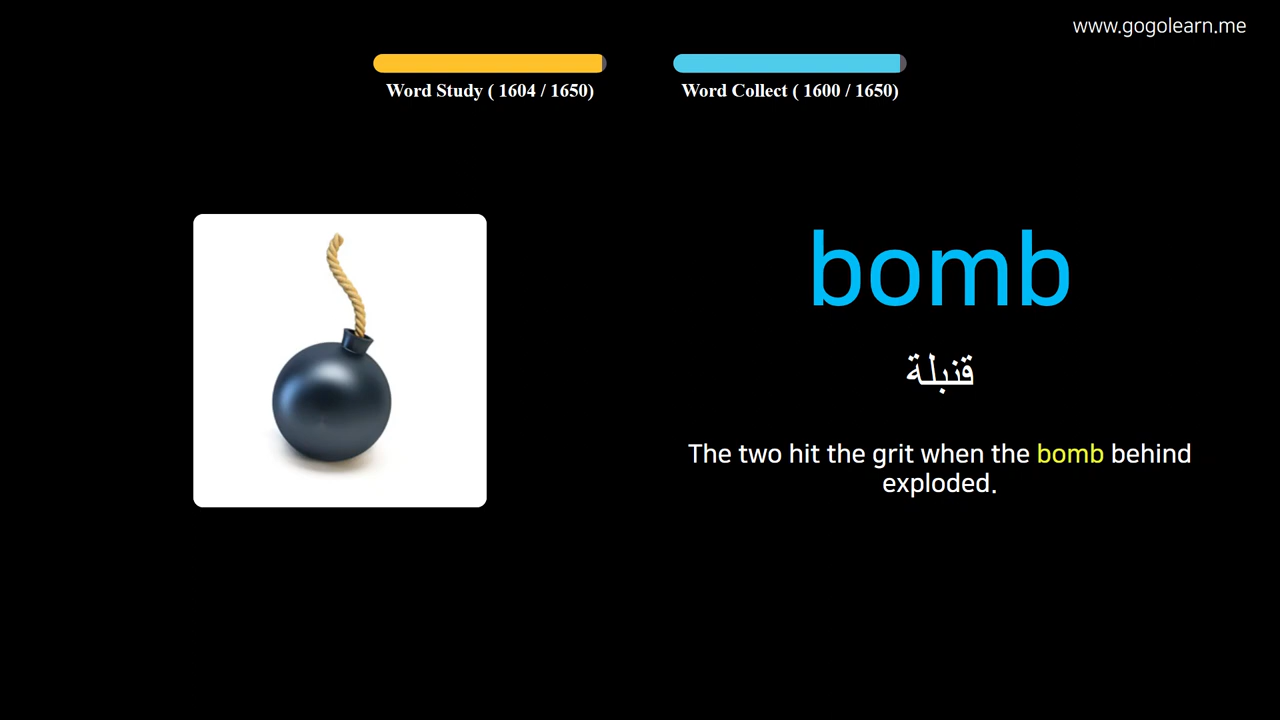 www.gogolearn.me
Word Study ( 1604 / 1650)
Word Collect ( 1600 / 1650)
bomb
قنبلة
The two hit the grit when the bomb behind
exploded.